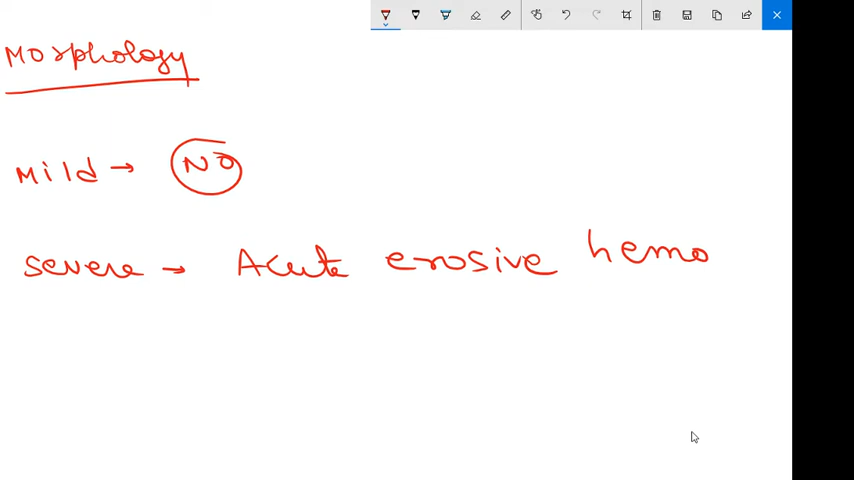 Morphology
Mild → NO
severe → Acute erosive hemo